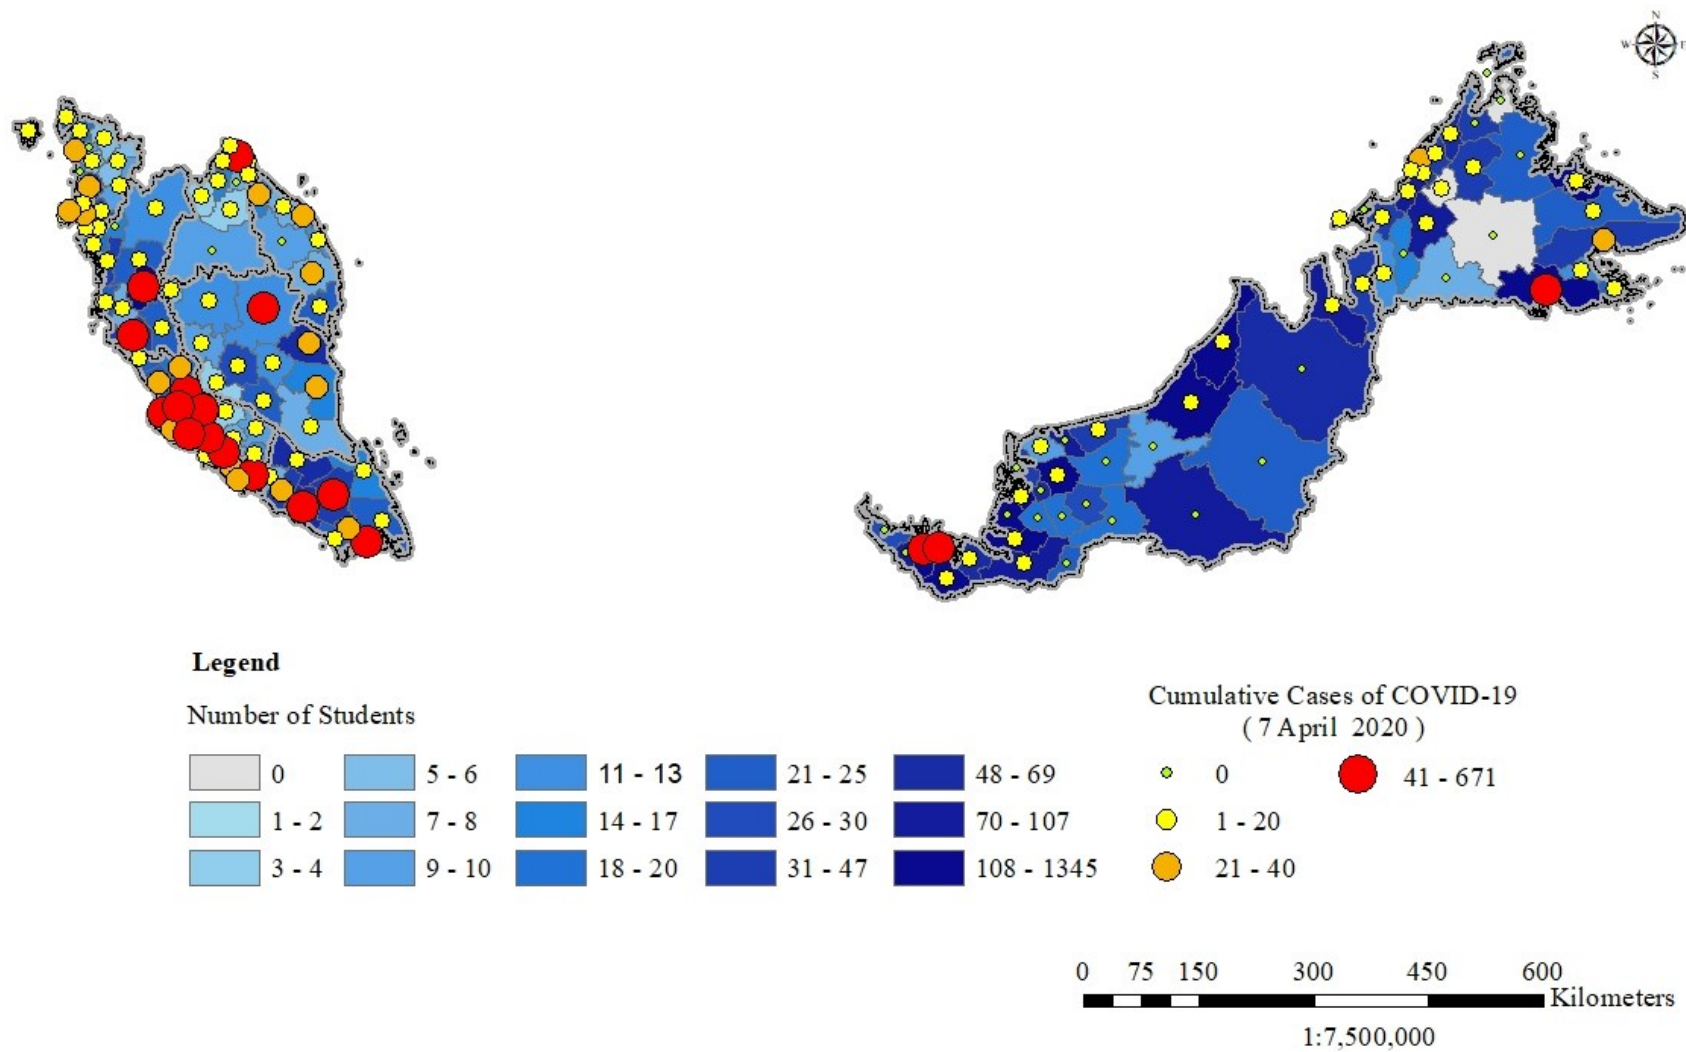 N
W E
S
Legend
Number of Students
0
1 - 2
3 - 4
5 - 6
7 - 8
9 - 10
11 - 13
14 - 17
18 - 20
21 - 25
26 - 30
31 - 47
48 - 69
70 - 107
108 - 1345
Cumulative Cases of COVID-19
( 7 April 2020 )
0
1 - 20
21 - 40
41 - 671
0 75 150 300 450 600
Kilometers
1:7,500,000